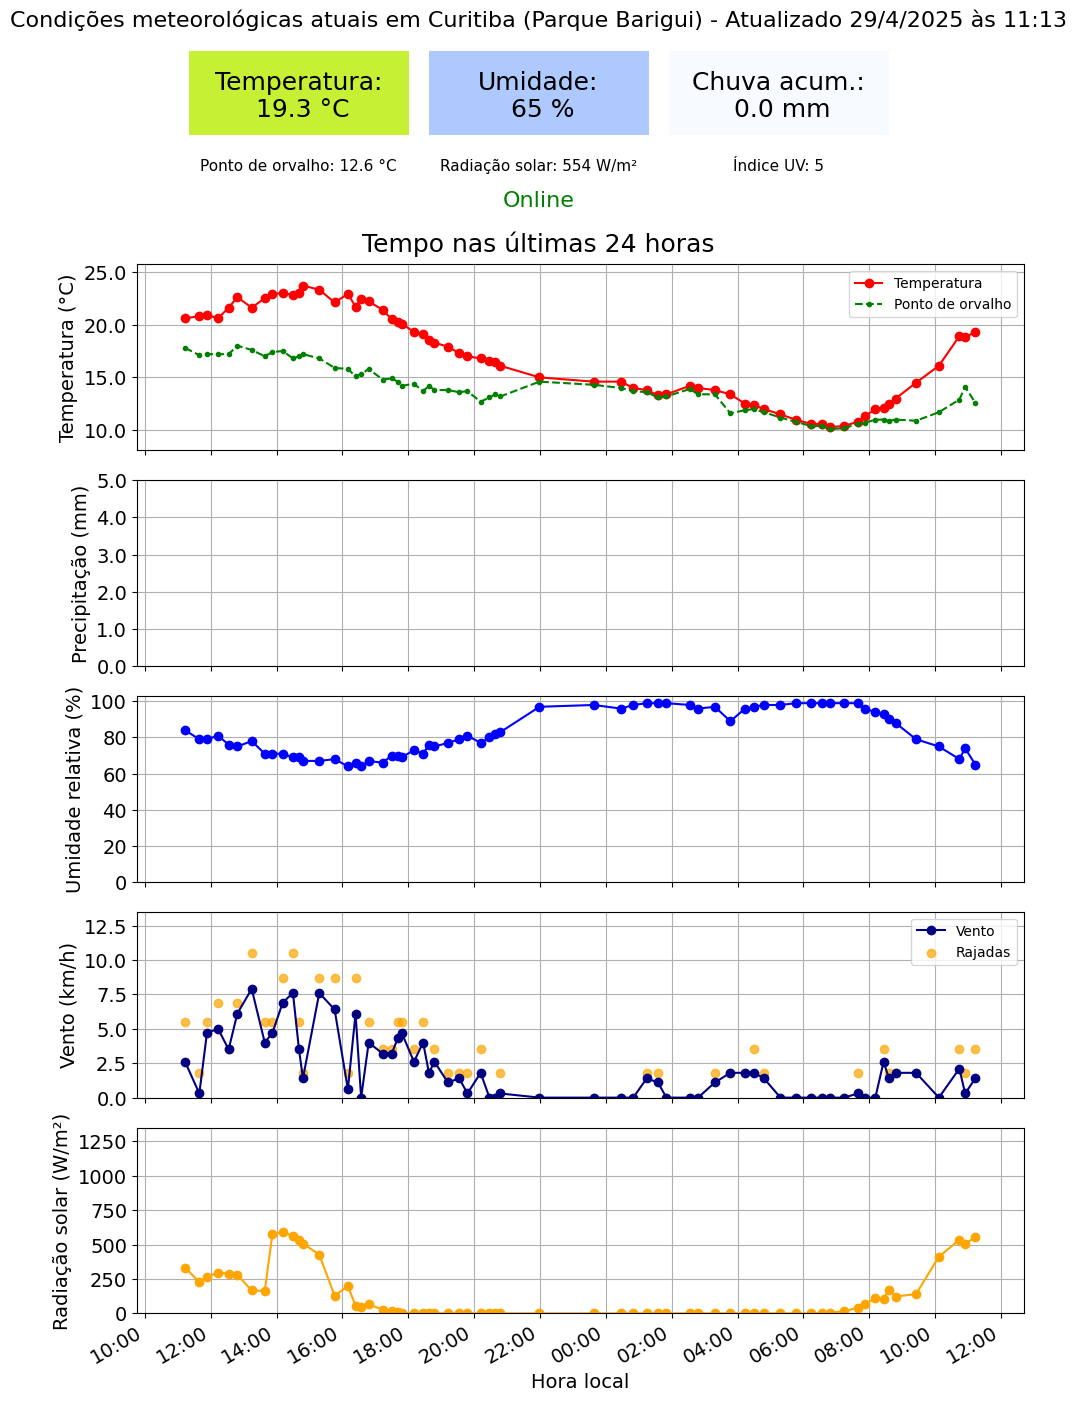 Condições meteorológicas atuais em Curitiba (Parque Barigui) - Atualizado 29/4/2025 às 11:13
Temperatura:
19.3 °C
Umidade:
65 %
Chuva acum.:
0.0 mm
Ponto de orvalho: 12.6 °C
Radiação solar: 554 W/m²
Índice UV: 5
Online
Tempo nas últimas 24 horas
Temperatura (°C)
25.0
20.0
15.0
10.0
Temperatura
Ponto de orvalho
Precipitação (mm)
5.0
4.0
3.0
2.0
1.0
0.0
Umidade relativa (%)
100
80
60
40
20
0
Vento (km/h)
12.5
10.0
7.5
5.0
2.5
0.0
Vento
Rajadas
Radiação solar (W/m²)
1250
1000
750
500
250
0
10:00
12:00
14:00
16:00
18:00
20:00
22:00
00:00
02:00
04:00
06:00
08:00
10:00
12:00
Hora local